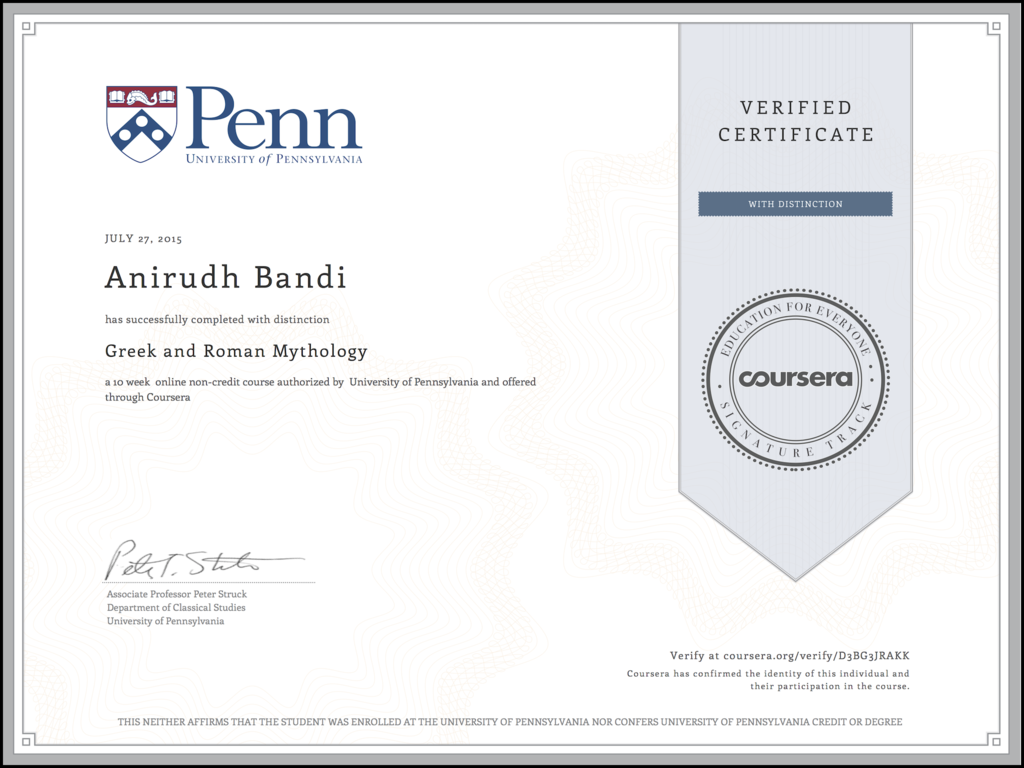 Penn
UNIVERSITY of PENNSYLVANIA
VERIFIED
CERTIFICATE
WITH DISTINCTION
JULY 27, 2015
Anirudh Bandi
has successfully completed with distinction
Greek and Roman Mythology
a 10 week online non-credit course authorized by University of Pennsylvania and offered
through Coursera
EDUCATION FOR EVERYONE
coursera
SIGNATURE TRACK
Peter T. Struck
Associate Professor Peter Struck
Department of Classical Studies
University of Pennsylvania
Verify at coursera.org/verify/D3BG3JRAKK
Coursera has confirmed the identity of this individual and
their participation in the course.
THIS NEITHER AFFIRMS THAT THE STUDENT WAS ENROLLED AT THE UNIVERSITY OF PENNSYLVANIA NOR CONFERS UNIVERSITY OF PENNSYLVANIA CREDIT OR DEGREE